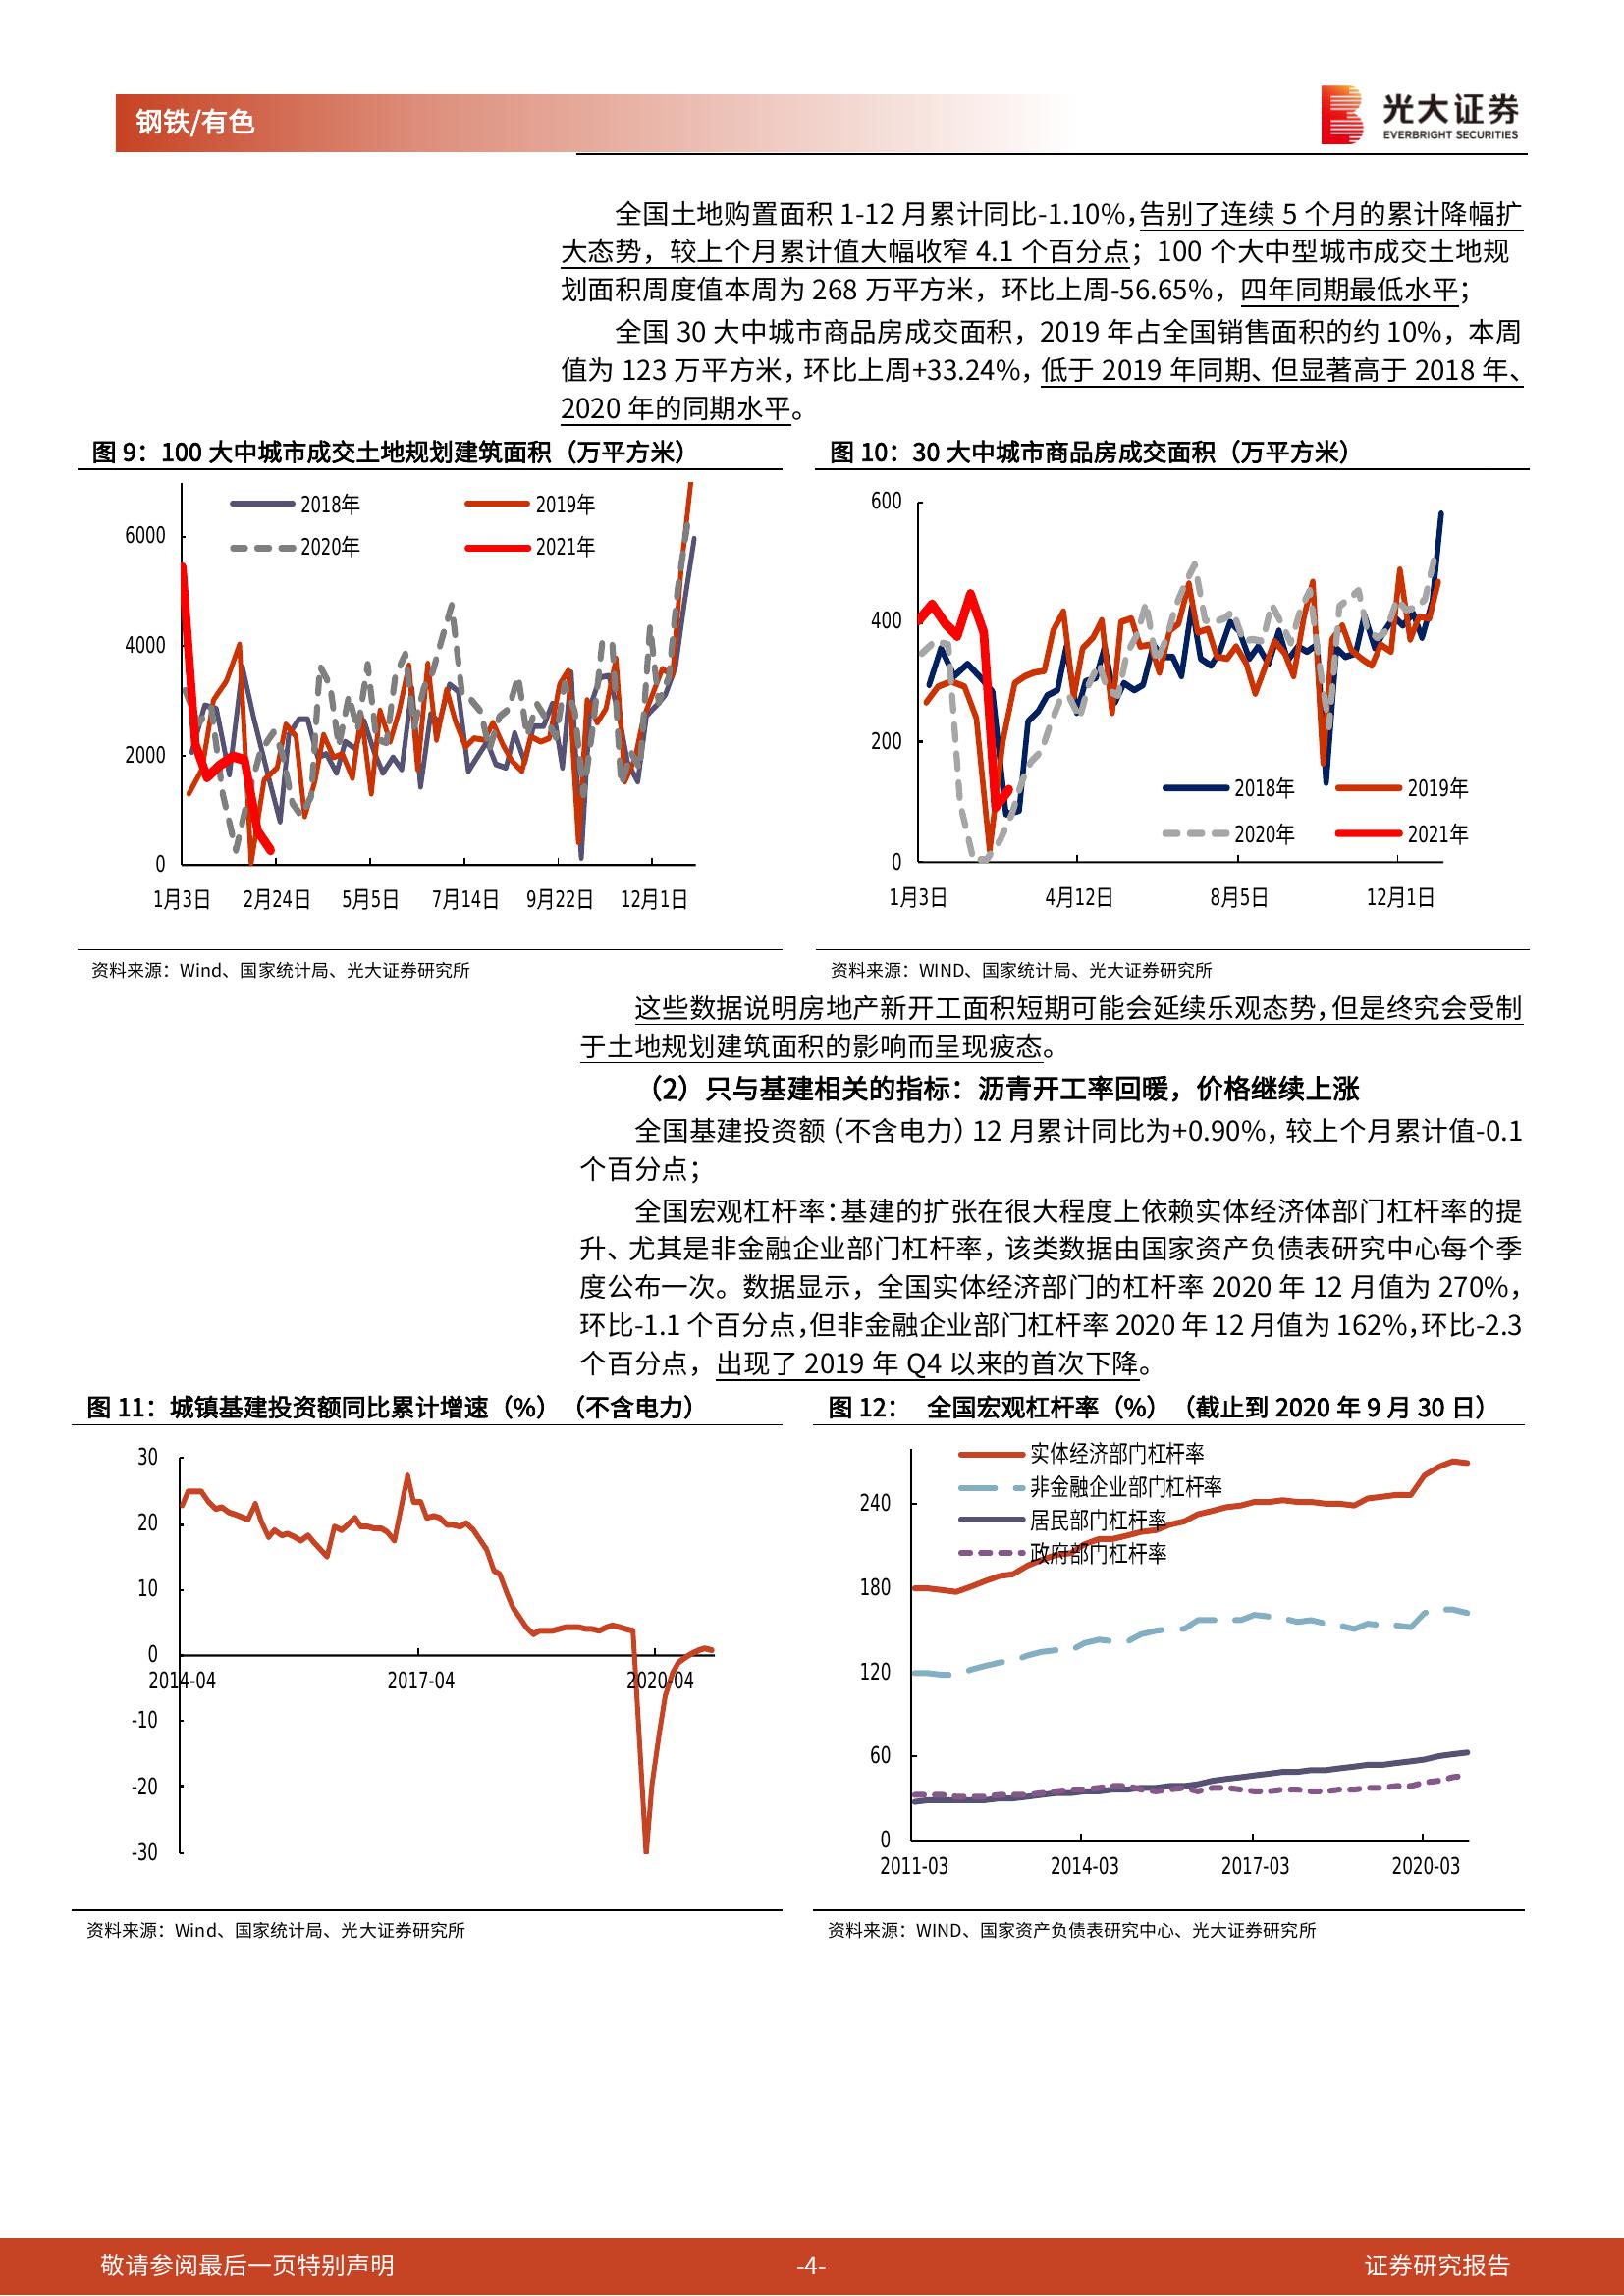 钢铁/有色
光大证券
EVERBRIGHT SECURITIES
全国土地购置面积 1-12 月累计同比-1.10%，告别了连续 5 个月的累计降幅扩
大态势，较上个月累计值大幅收窄 4.1 个百分点；100 个大中型城市成交土地规
划面积周度值本周为 268 万平方米，环比上周-56.65%，四年同期最低水平；
全国 30 大中城市商品房成交面积，2019 年占全国销售面积的约 10%，本周
值为 123 万平方米，环比上周+33.24%，低于 2019 年同期、但显著高于 2018 年、
2020 年的同期水平。
图 9：100 大中城市成交土地规划建筑面积（万平方米）
2018年 2019年
2020年 2021年
6000
4000
2000
0
1月3日 2月24日 5月5日 7月14日 9月22日 12月1日
资料来源：Wind、国家统计局、光大证券研究所
图 10：30 大中城市商品房成交面积（万平方米）
600
400
200
0
2018年 2019年
2020年 2021年
1月3日 4月12日 8月5日 12月1日
资料来源：WIND、国家统计局、光大证券研究所
这些数据说明房地产新开工面积短期可能会延续乐观态势，但是终究会受制
于土地规划建筑面积的影响而呈现疲态。
（2）只与基建相关的指标：沥青开工率回暖，价格继续上涨
全国基建投资额（不含电力）12 月累计同比为+0.90%，较上个月累计值-0.1
个百分点；
全国宏观杠杆率：基建的扩张在很大程度上依赖实体经济体部门杠杆率的提
升、尤其是非金融企业部门杠杆率，该类数据由国家资产负债表研究中心每个季
度公布一次。数据显示，全国实体经济部门的杠杆率 2020 年 12 月值为 270%，
环比-1.1 个百分点，但非金融企业部门杠杆率 2020 年 12 月值为 162%，环比-2.3
个百分点，出现了 2019 年 Q4 以来的首次下降。
图 11：城镇基建投资额同比累计增速（%）（不含电力）
30
20
10
0
-10
-20
-30
2014-04 2017-04 2020-04
资料来源：Wind、国家统计局、光大证券研究所
图 12： 全国宏观杠杆率（%）（截止到 2020 年 9 月 30 日）
实体经济部门杠杆率
非金融企业部门杠杆率
居民部门杠杆率
政府部门杠杆率
240
180
120
60
0
2011-03 2014-03 2017-03 2020-03
资料来源：WIND、国家资产负债表研究中心、光大证券研究所
敬请参阅最后一页特别声明 -4- 证券研究报告